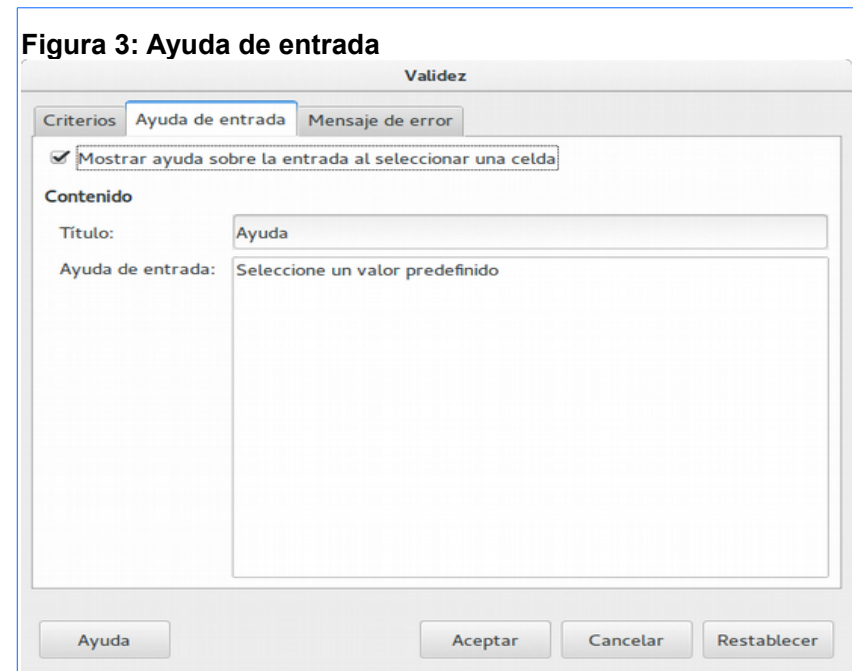 Figura 3: Ayuda de entrada
Validez
Criterios Ayuda de entrada Mensaje de error
Mostrar ayuda sobre la entrada al seleccionar una celda
Contenido
Título: Ayuda
Ayuda de entrada: Seleccione un valor predefinido
Ayuda Aceptar Cancelar Restablecer